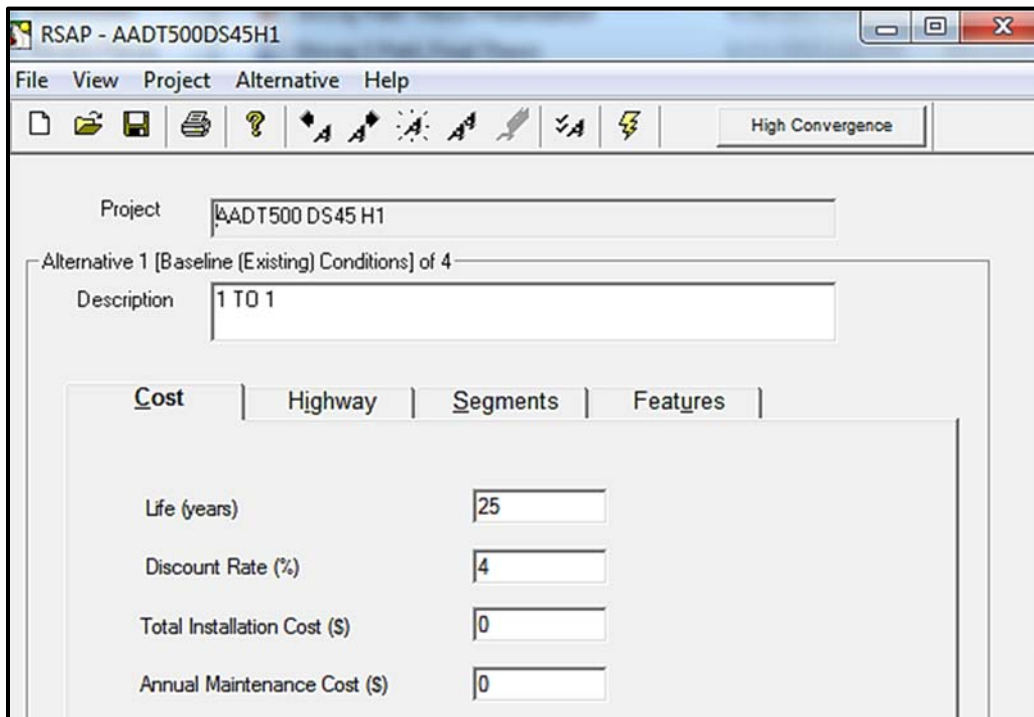 RSAP - AADT500DS45H1
File View Project Alternative Help
High Convergence
Project AADT500 DS45 H1
Alternative 1 [Baseline (Existing) Conditions] of 4
Description 1 TO 1
Cost Highway Segments Features
Life (years) 25
Discount Rate (%) 4
Total Installation Cost ($) 0
Annual Maintenance Cost ($) 0